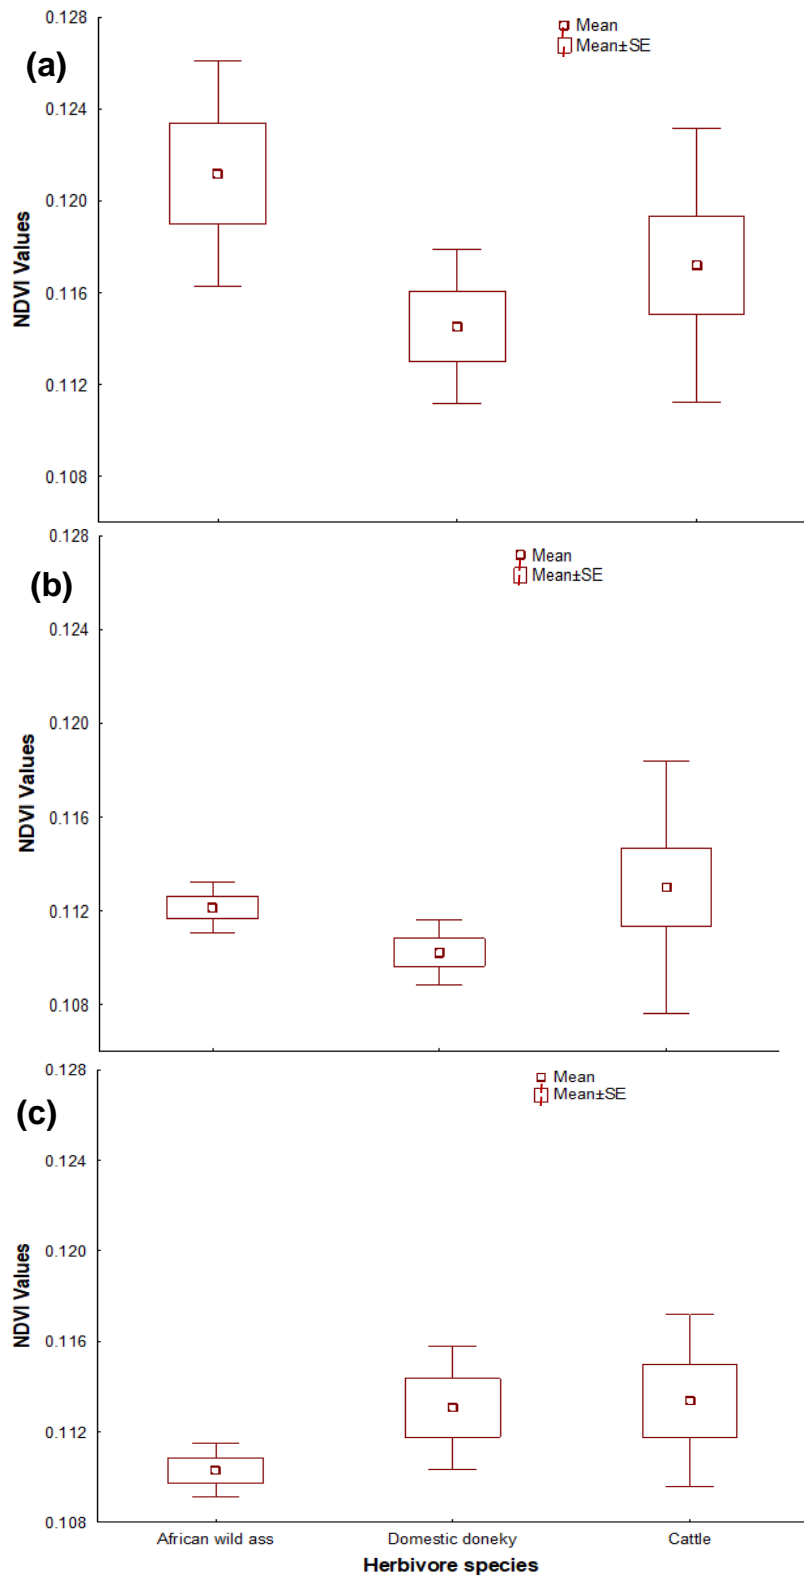 (a)
Mean
Mean±SE
NDVI Values
0.128
0.124
0.120
0.116
0.112
0.108
(b)
Mean
Mean±SE
NDVI Values
0.128
0.124
0.120
0.116
0.112
0.108
(c)
Mean
Mean±SE
NDVI Values
0.128
0.124
0.120
0.116
0.112
0.108
African wild ass Domestic doneky Cattle
Herbivore species